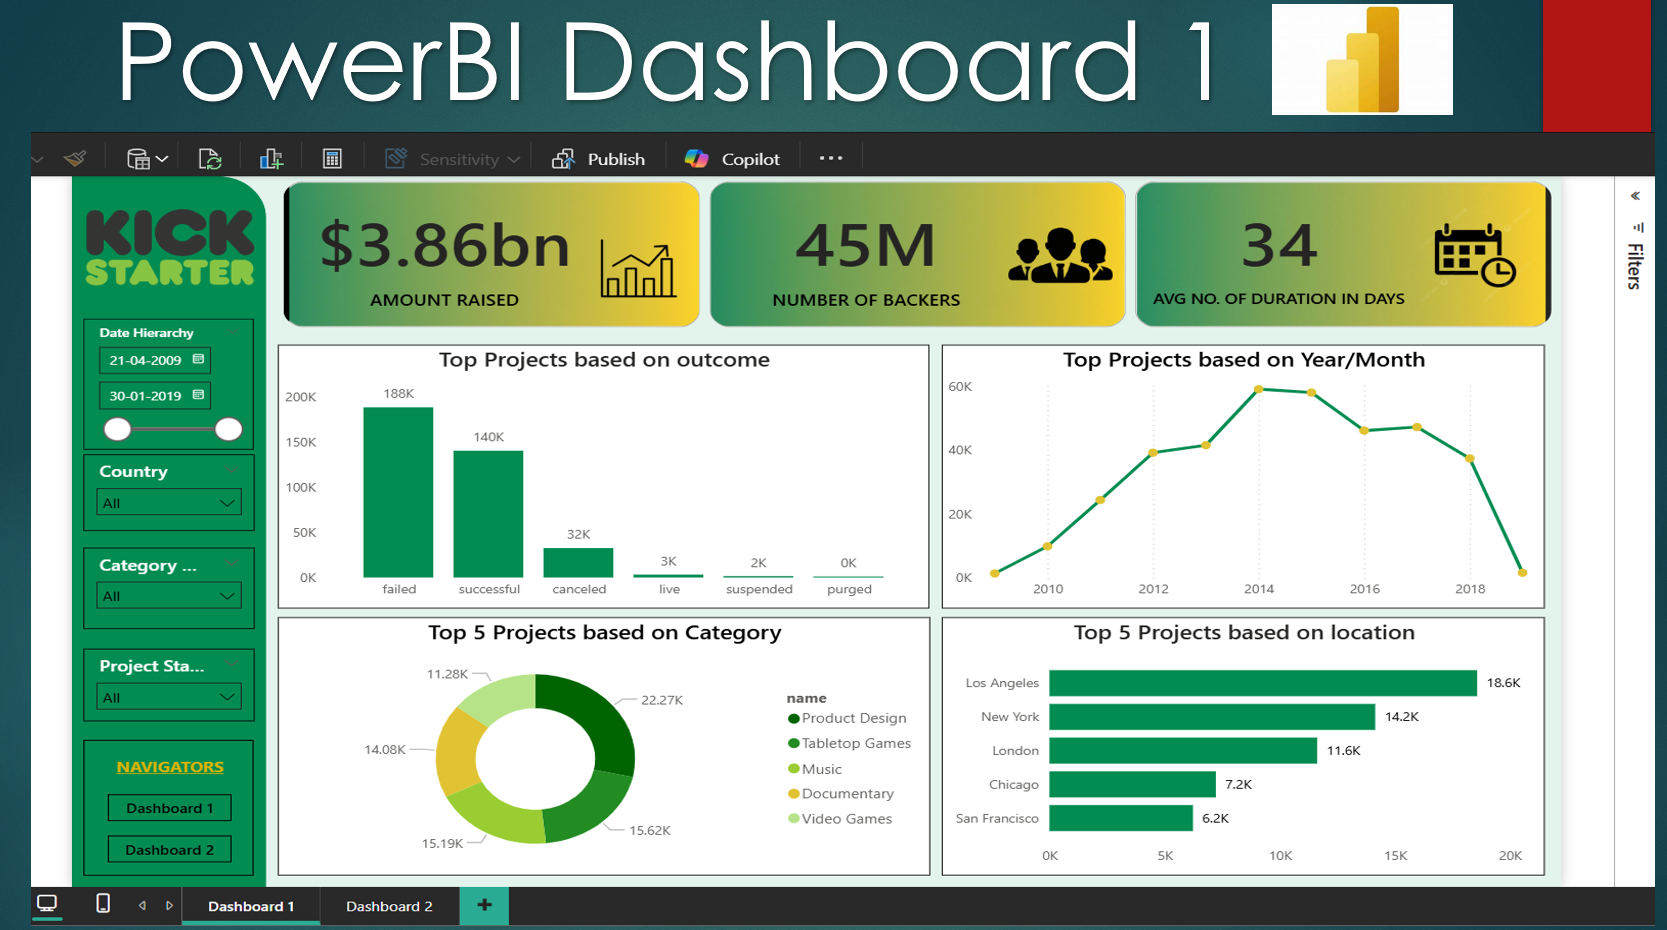 PowerBI Dashboard 1
Sensitivity
Publish
Copilot
KICK
STARTER
$3.86bn
AMOUNT RAISED
45M
NUMBER OF BACKERS
34
AVG NO. OF DURATION IN DAYS
Filters
Date Hierarchy
21-04-2009
30-01-2019
Country
All
Category ...
All
Project Sta...
All
NAVIGATORS
Dashboard 1
Dashboard 2
Top Projects based on outcome
200K
150K
100K
50K
0K
188K
140K
32K
3K
2K
0K
failed
successful
canceled
live
suspended
purged
Top Projects based on Year/Month
60K
40K
20K
0K
2010
2012
2014
2016
2018
Top 5 Projects based on Category
11.28K
22.27K
14.08K
15.19K
15.62K
name
Product Design
Tabletop Games
Music
Documentary
Video Games
Top 5 Projects based on location
Los Angeles 18.6K
New York 14.2K
London 11.6K
Chicago 7.2K
San Francisco 6.2K
0K 5K 10K 15K 20K
Dashboard 1
Dashboard 2